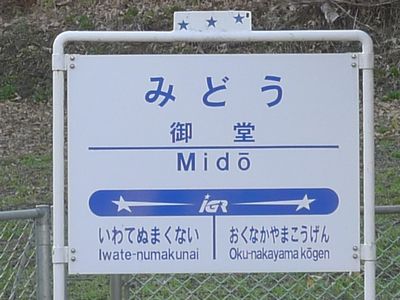 みどう
御堂
Midō
IGR
いわてぬまくない おくなかやまこうげん
Iwate-numakunai Oku-nakayama kōgen